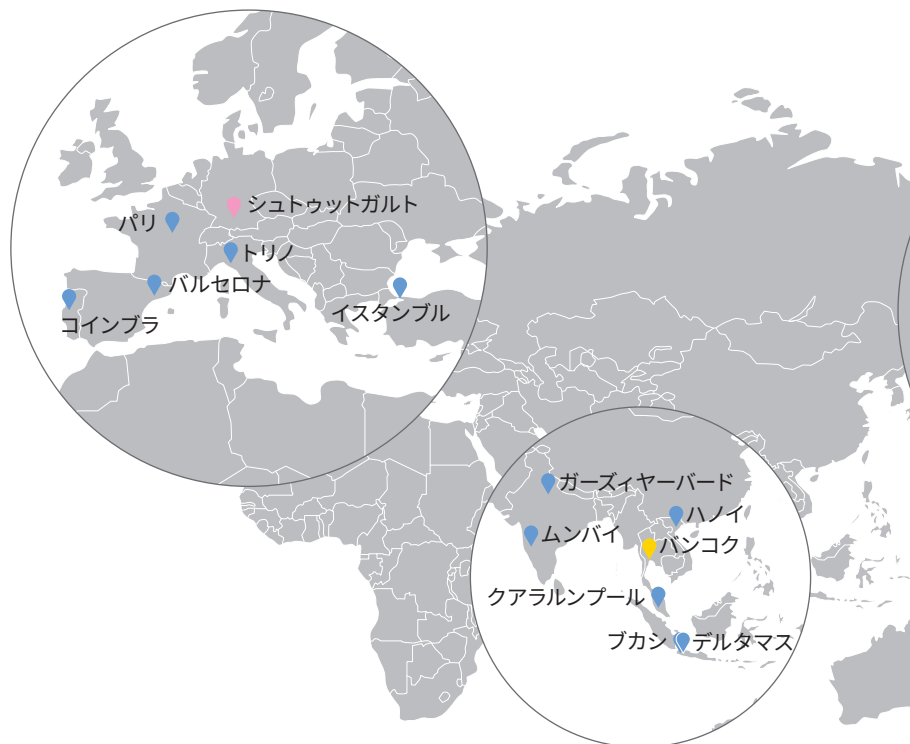 シュトゥットガルト
パリ
トリノ
バルセロナ
イスタンブル
コインブラ
ガーズィヤーバード
ハノイ
ムンバイ
バンコク
クアラルンプール
ブカシ デルタマス